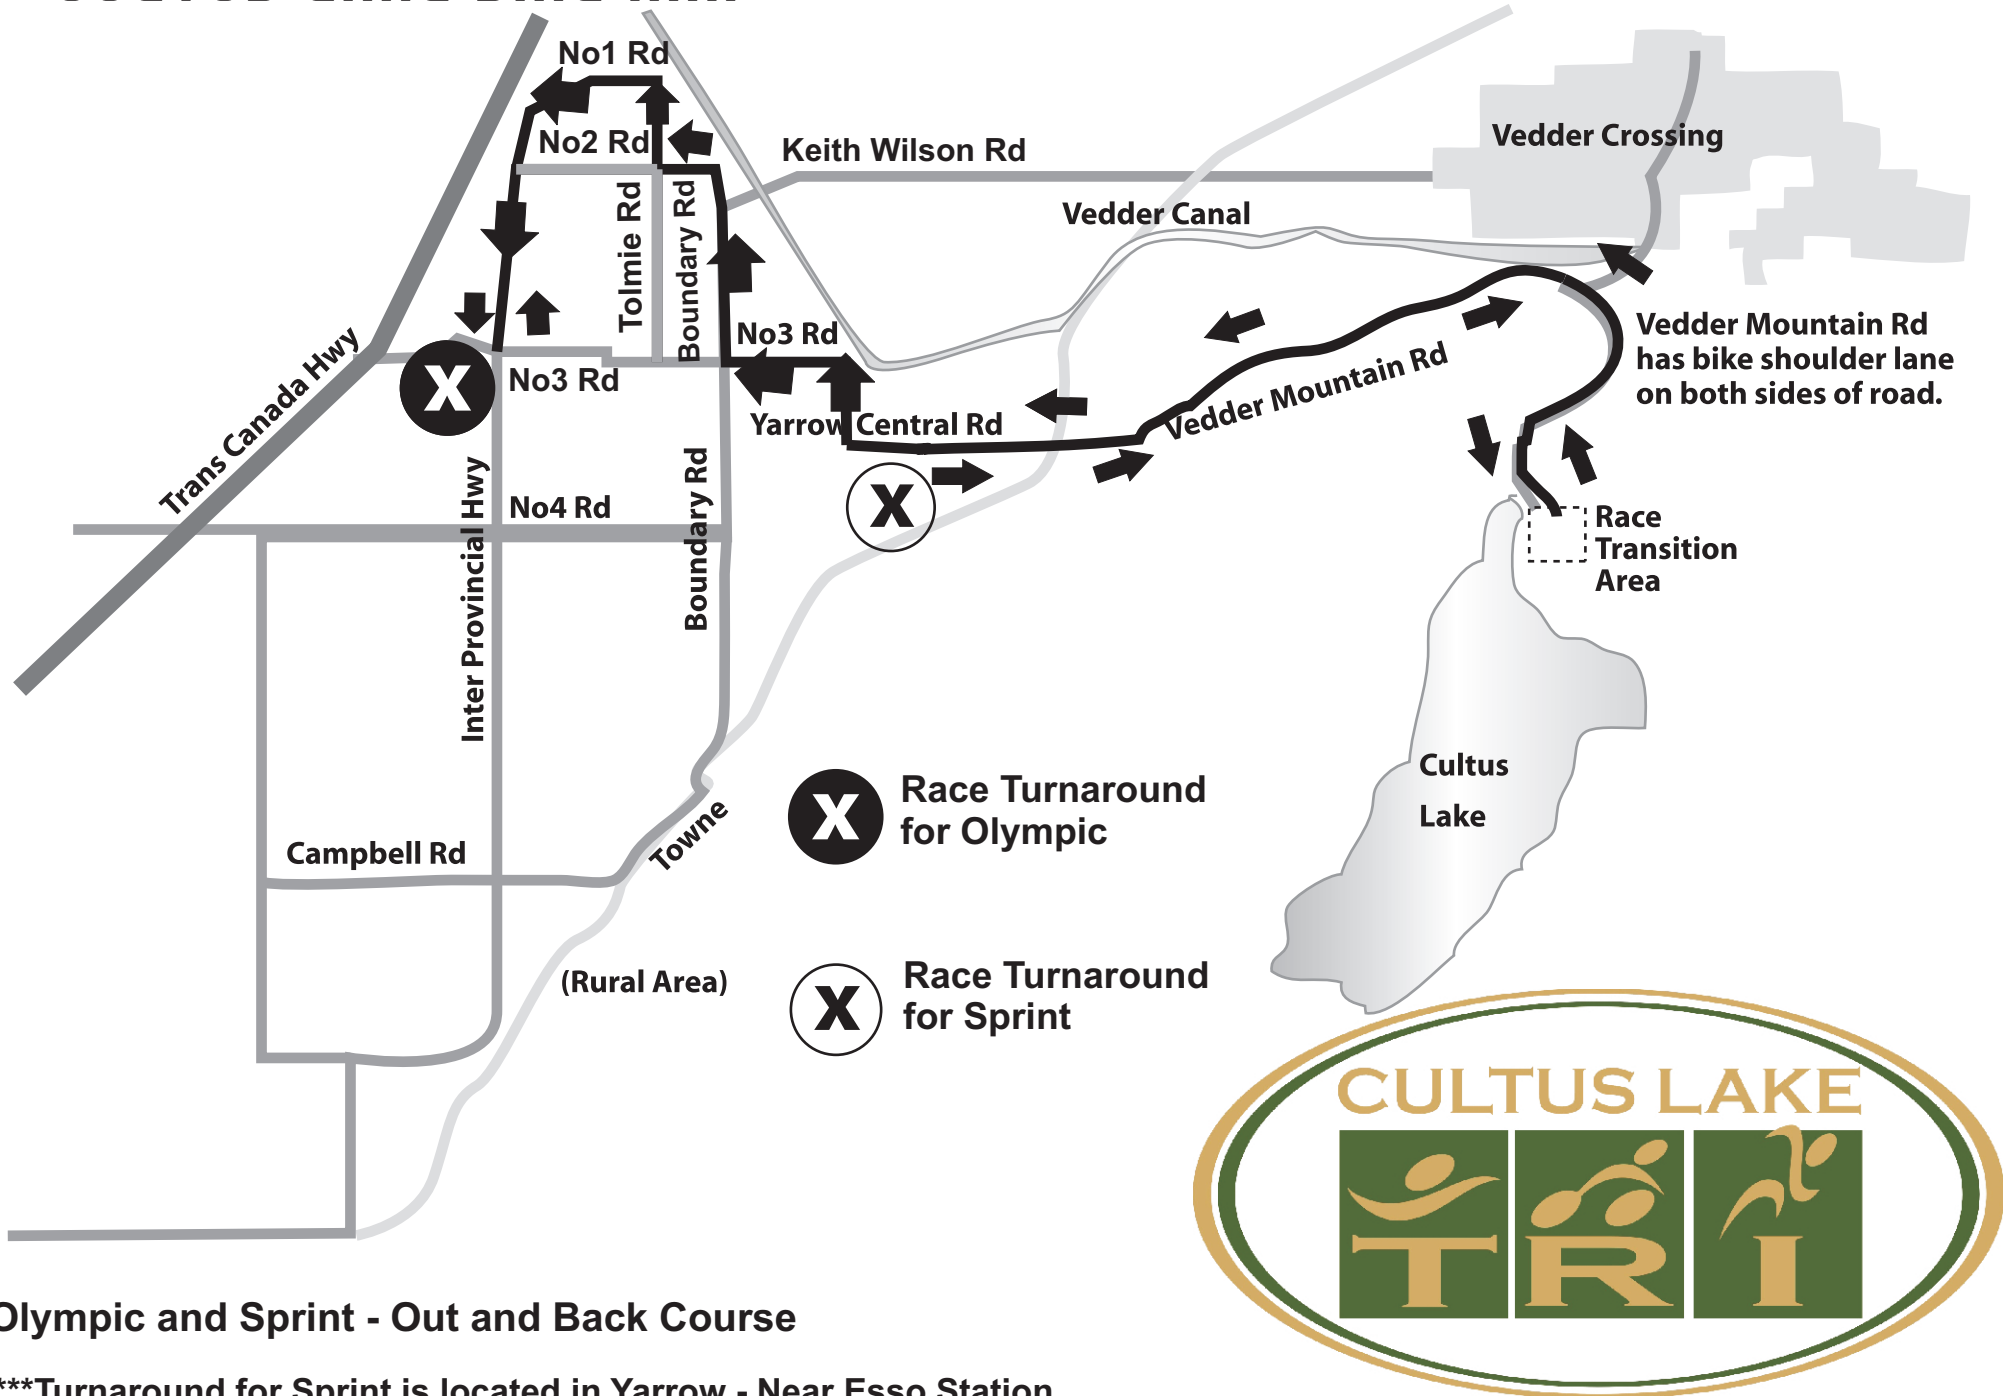 No1 Rd
No2 Rd
Keith Wilson Rd
Vedder Crossing
Tolmie Rd
Boundary Rd
Vedder Canal
No3 Rd
Vedder Mountain Rd
has bike shoulder lane
on both sides of road.
Trans Canada Hwy
X
No3 Rd
Vedder Mountain Rd
Yarrow Central Rd
X
No4 Rd
Inter Provincial Hwy
Boundary Rd
Race
Transition
Area
Cultus
Lake
X
Race Turnaround
for Olympic
Towne
Campbell Rd
(Rural Area)
X
Race Turnaround
for Sprint
CULTUS LAKE
TRI
Olympic and Sprint - Out and Back Course
***Turnaround for Sprint is located in Yarrow - Near Esso Station